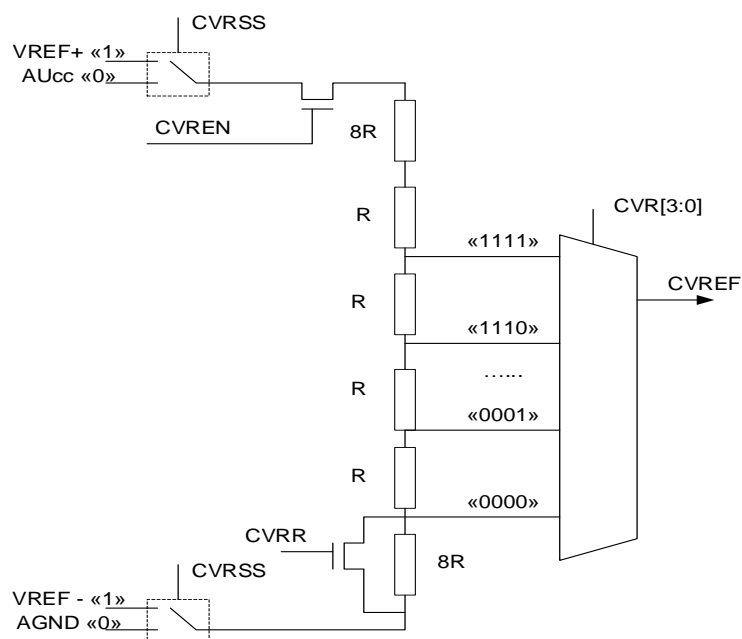 CVRSS
VREF+ «1»
AUcc «0»
CVREN
8R
R
CVR[3:0]
«1111»
CVREF
R
«1110»
......
R
«0001»
R
«0000»
CVRR
8R
CVRSS
VREF - «1»
AGND «0»